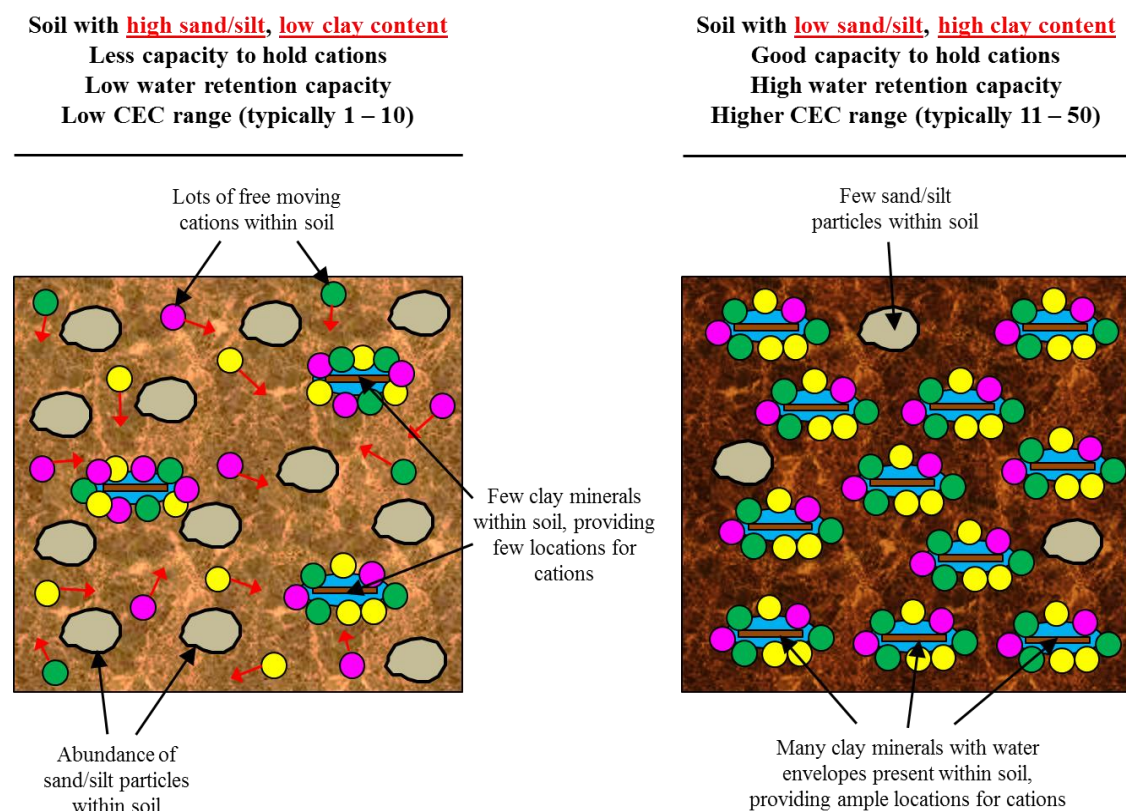 Soil with high sand/silt, low clay content
Less capacity to hold cations
Low water retention capacity
Low CEC range (typically 1 – 10)
Lots of free moving
cations within soil
Few clay minerals
within soil, providing
few locations for
cations
Abundance of
sand/silt particles
within soil
Soil with low sand/silt, high clay content
Good capacity to hold cations
High water retention capacity
Higher CEC range (typically 11 – 50)
Few sand/silt
particles within soil
Many clay minerals with water
envelopes present within soil,
providing ample locations for cations